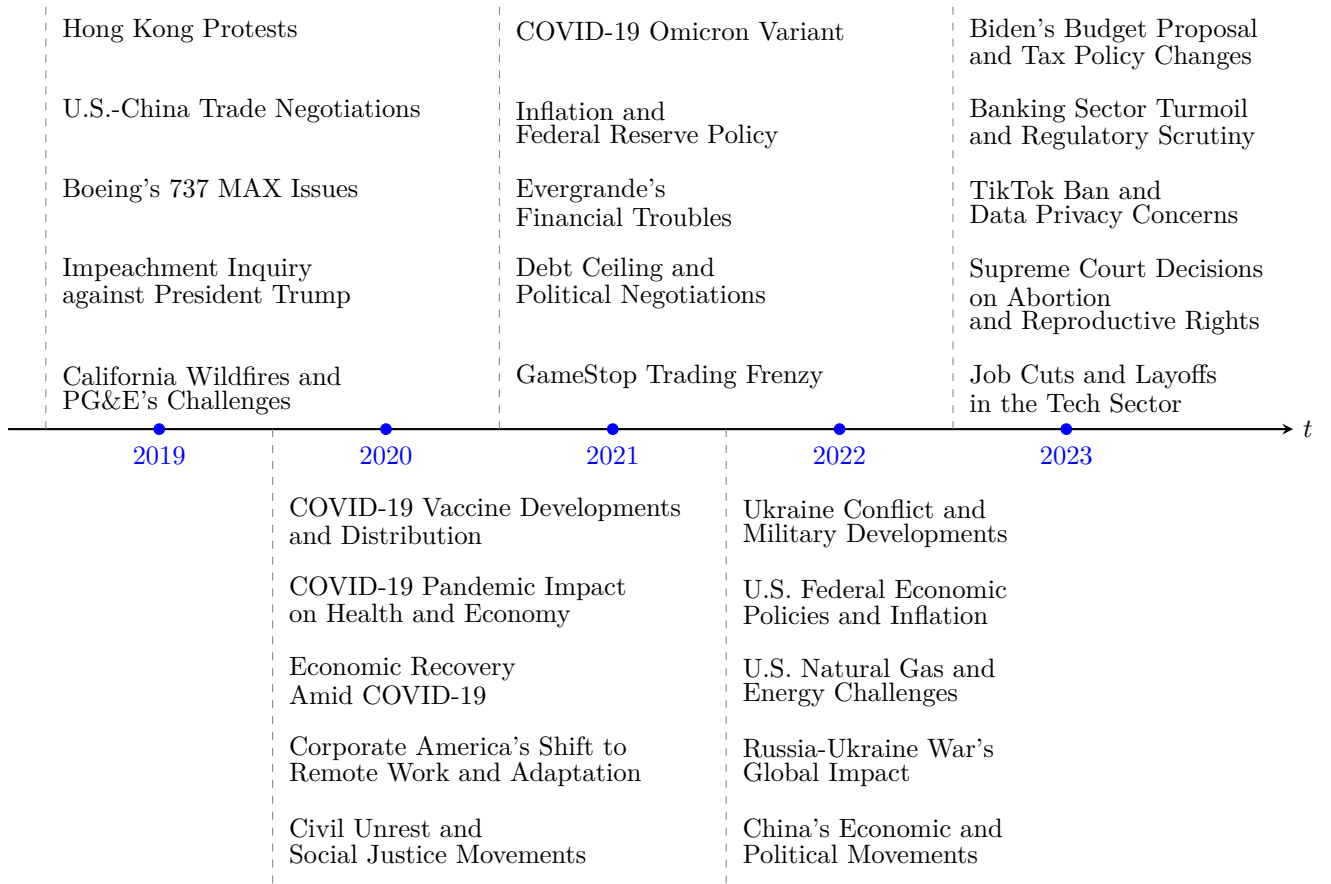 Hong Kong Protests
U.S.-China Trade Negotiations
Boeing's 737 MAX Issues
Impeachment Inquiry
against President Trump
California Wildfires and
PG&E's Challenges
COVID-19 Omicron Variant
Inflation and
Federal Reserve Policy
Evergrande's
Financial Troubles
Debt Ceiling and
Political Negotiations
GameStop Trading Frenzy
Biden's Budget Proposal
and Tax Policy Changes
Banking Sector Turmoil
and Regulatory Scrutiny
TikTok Ban and
Data Privacy Concerns
Supreme Court Decisions
on Abortion
and Reproductive Rights
Job Cuts and Layoffs
in the Tech Sector
t
2019 2020 2021 2022 2023
COVID-19 Vaccine Developments
and Distribution
COVID-19 Pandemic Impact
on Health and Economy
Economic Recovery
Amid COVID-19
Corporate America's Shift to
Remote Work and Adaptation
Civil Unrest and
Social Justice Movements
Ukraine Conflict and
Military Developments
U.S. Federal Economic
Policies and Inflation
U.S. Natural Gas and
Energy Challenges
Russia-Ukraine War's
Global Impact
China's Economic and
Political Movements